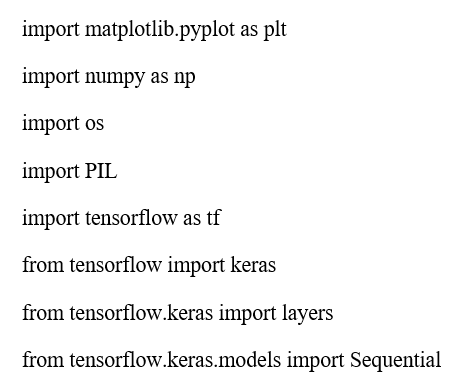 import matplotlib.pyplot as plt
import numpy as np
import os
import PIL
import tensorflow as tf
from tensorflow import keras
from tensorflow.keras import layers
from tensorflow.keras.models import Sequential